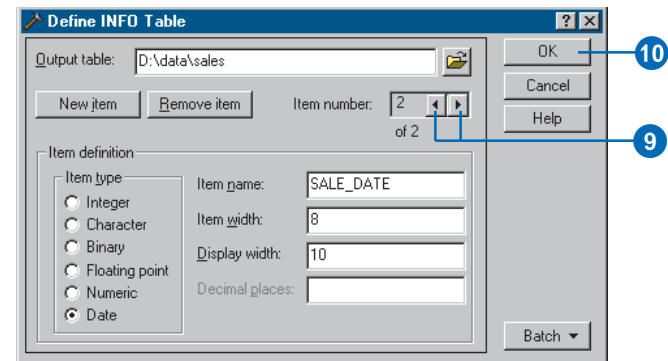 Define INFO Table
Output table: D:\data\sales
OK
10
New item Remove item Item number: 2
of 2
Cancel
Help
9
Item definition
Item type
Integer
Character
Binary
Floating point
Numeric
Date
Item name: SALE_DATE
Item width: 8
Display width: 10
Decimal places:
Batch